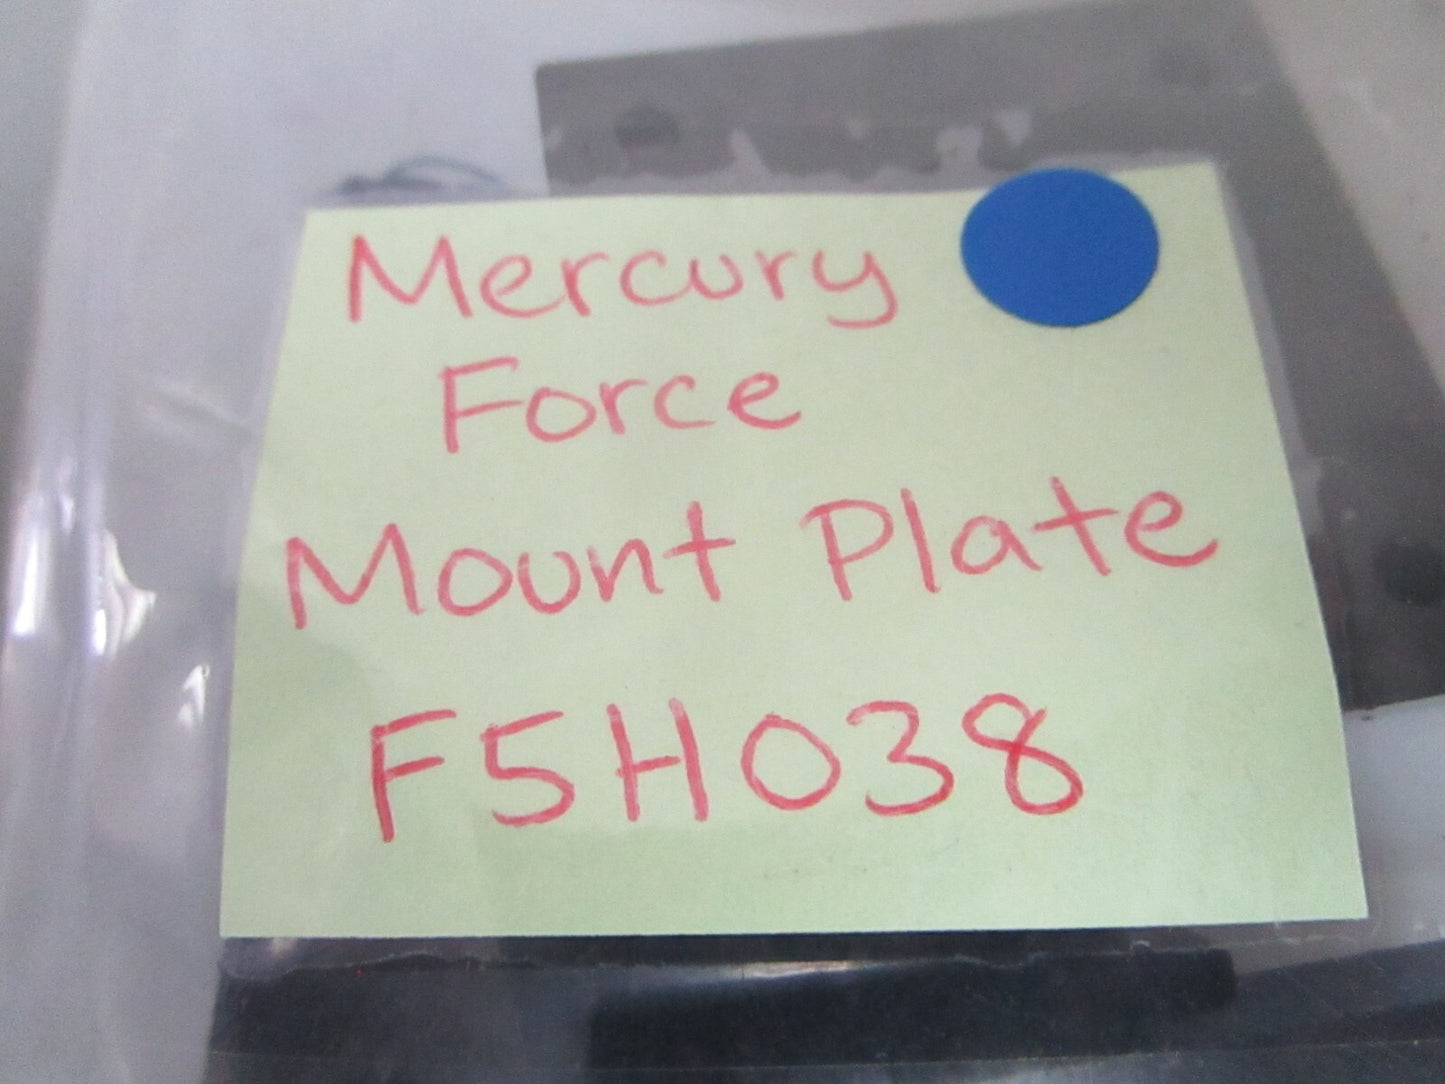 Mercury
Force
Mount Plate
F5H038